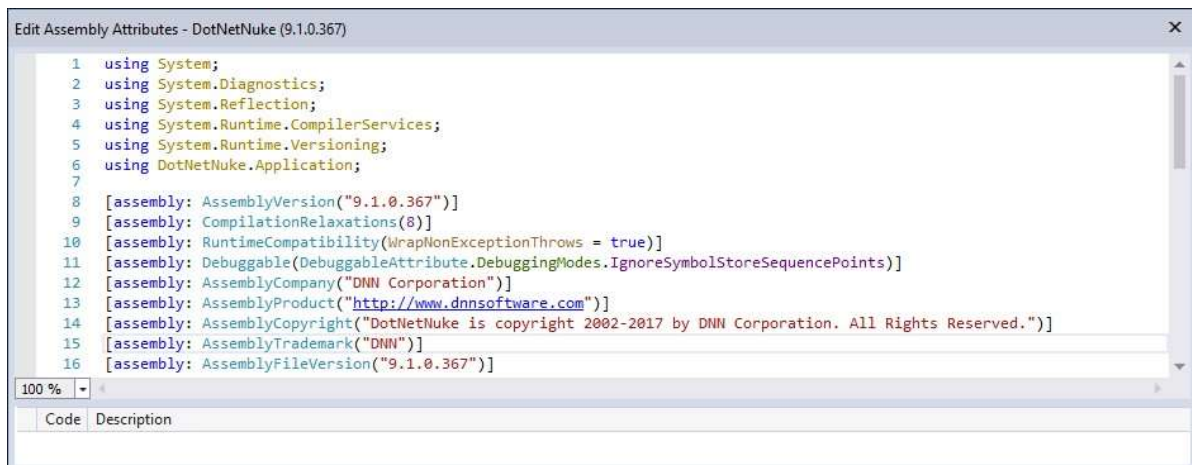 Edit Assembly Attributes - DotNetNuke (9.1.0.367)
1 using System;
2 using System.Diagnostics;
3 using System.Reflection;
4 using System.Runtime.CompilerServices;
5 using System.Runtime.Versioning;
6 using DotNetNuke.Application;
7
8 [assembly: AssemblyVersion("9.1.0.367")]
9 [assembly: CompilationRelaxations(8)]
10 [assembly: RuntimeCompatibility(WrapNonExceptionThrows = true)]
11 [assembly: Debuggable(DebuggableAttribute.DebuggingModes.IgnoreSymbolStoreSequencePoints)]
12 [assembly: AssemblyCompany("DNN Corporation")]
13 [assembly: AssemblyProduct("http://www.dnnsoftware.com")]
14 [assembly: AssemblyCopyright("DotNetNuke is copyright 2002-2017 by DNN Corporation. All Rights Reserved.")]
15 [assembly: AssemblyTrademark("DNN")]
16 [assembly: AssemblyFileVersion("9.1.0.367")]
100 %
Code Description